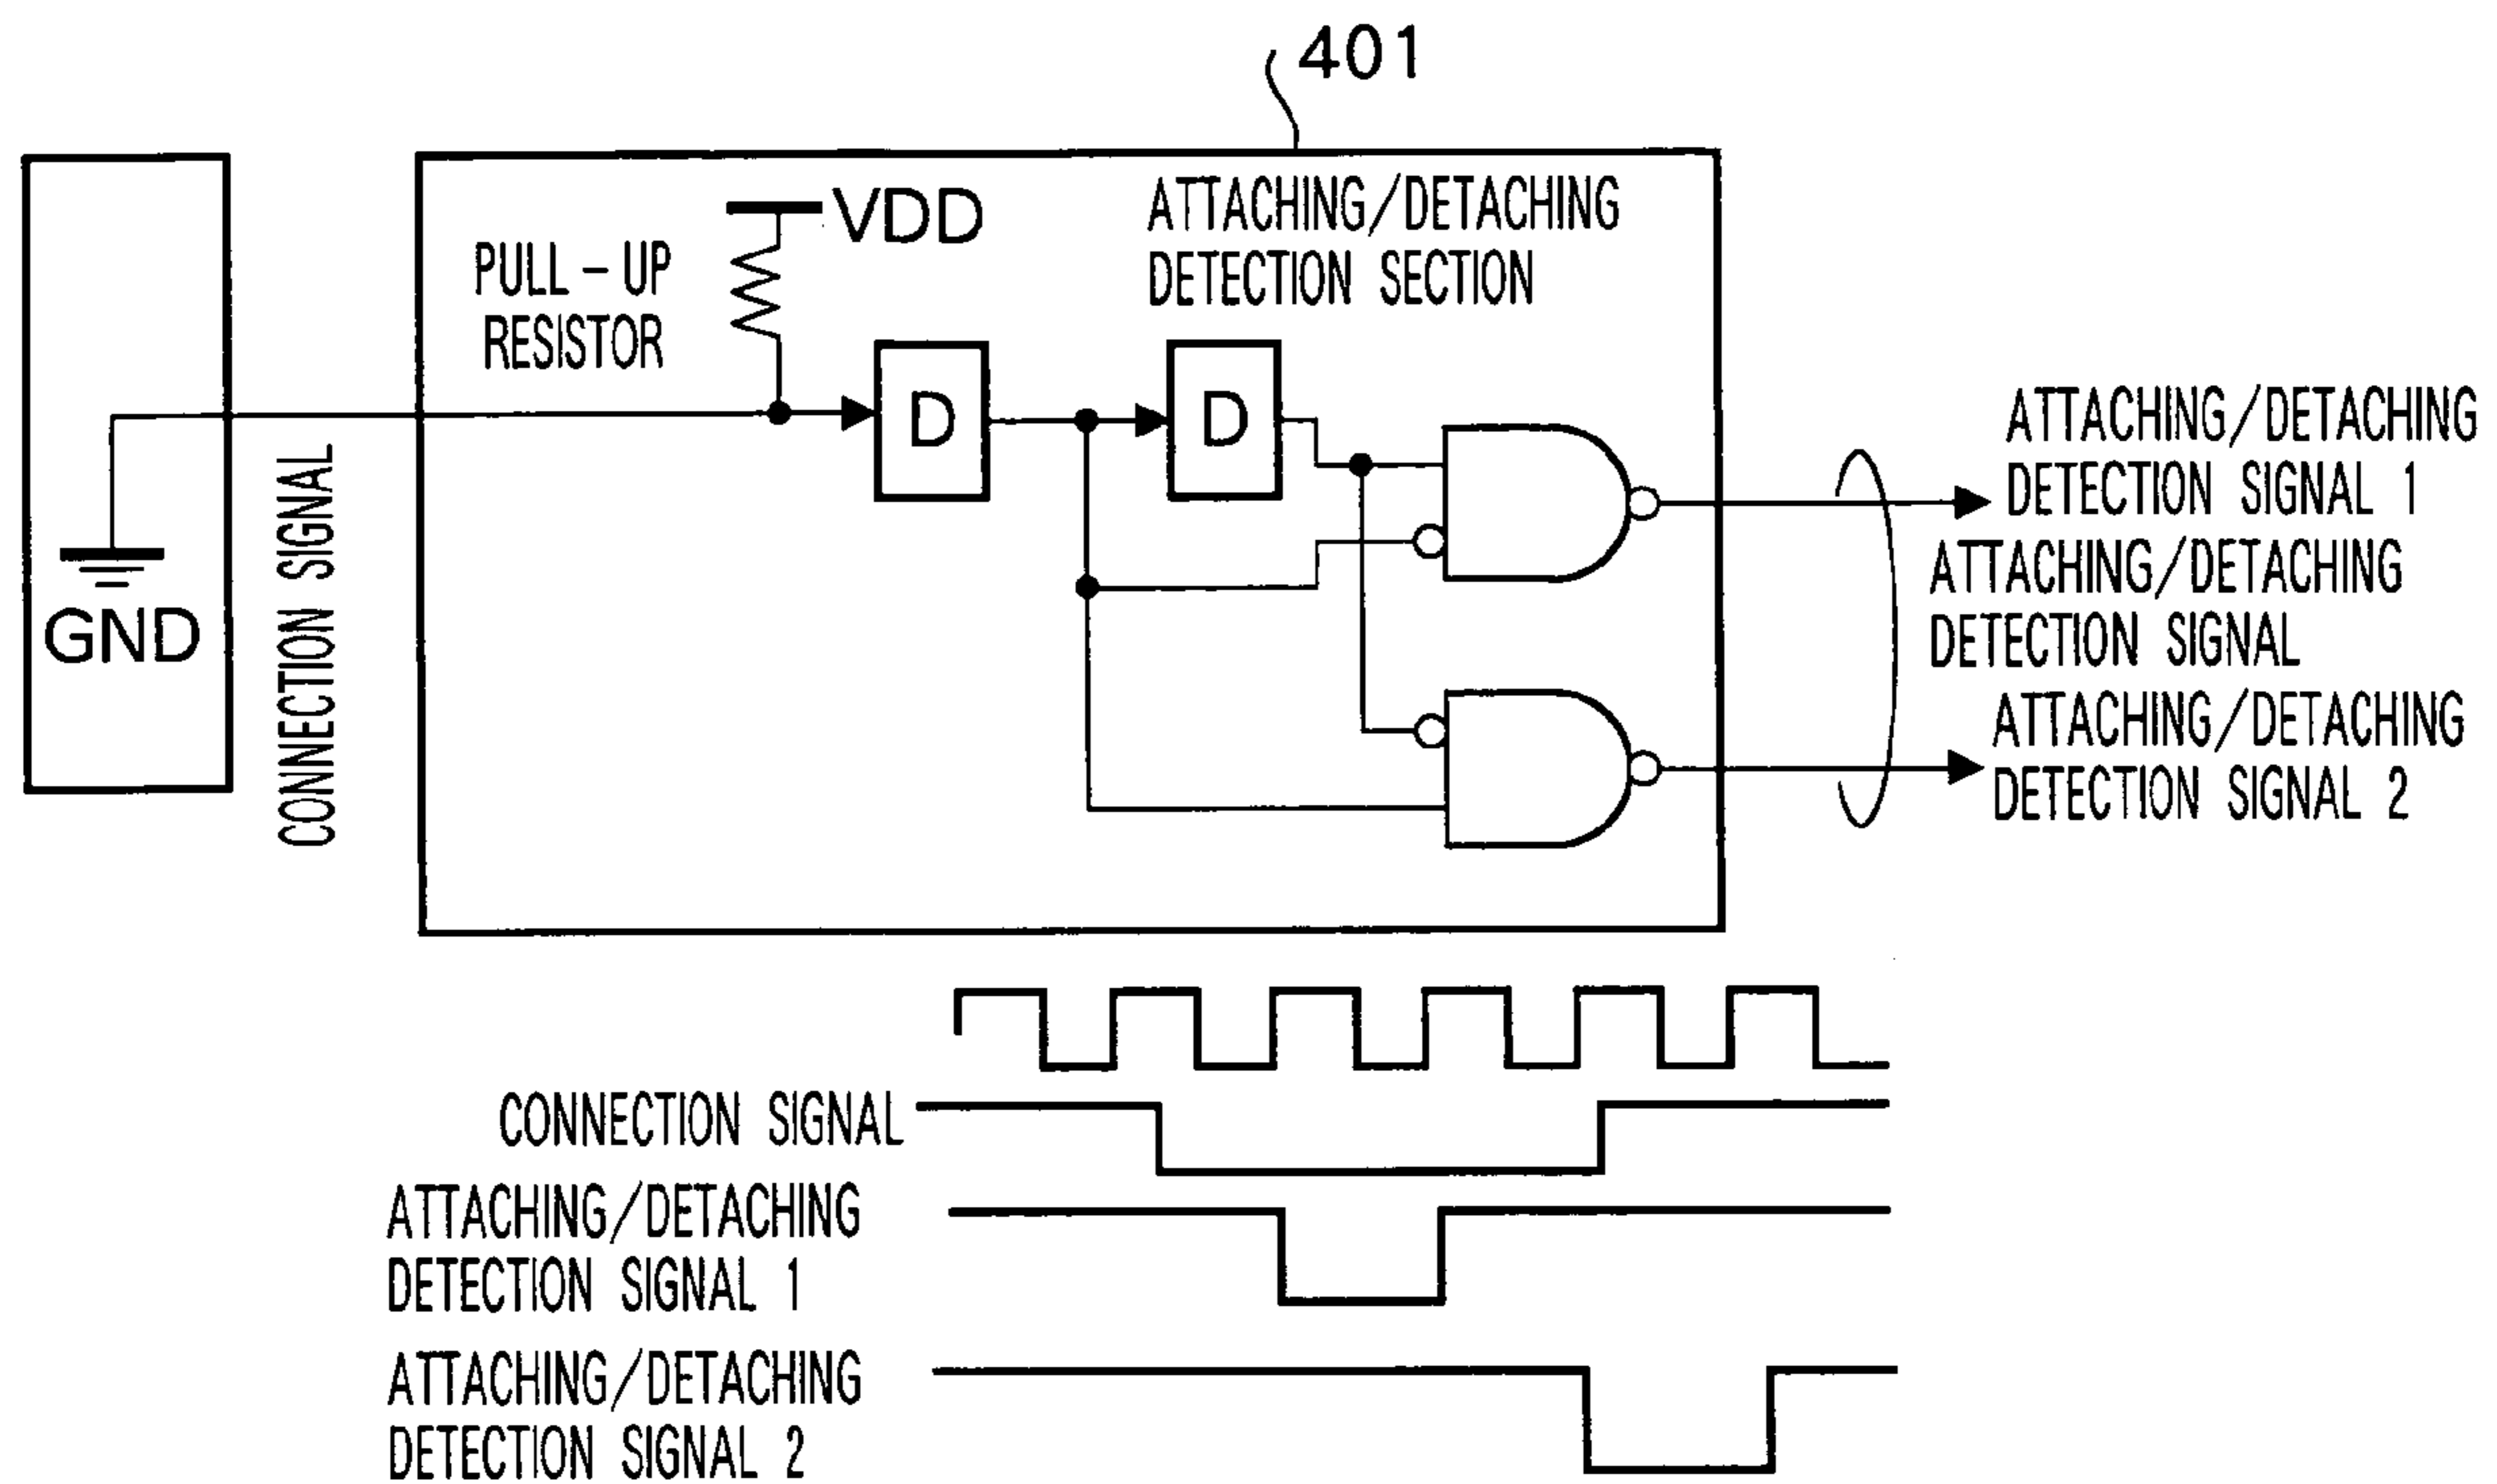 401
VDD
ATTACHING/DETACHING
DETECTION SECTION
PULL-UP
RESISTOR
D
D
GND
CONNECTION SIGNAL
ATTACHING/DETACHING
DETECTION SIGNAL 1
ATTACHING/DETACHING
DETECTION SIGNAL
ATTACHING/DETACHING
DETECTION SIGNAL 2
CONNECTION SIGNAL
ATTACHING/DETACHING
DETECTION SIGNAL 1
ATTACHING/DETACHING
DETECTION SIGNAL 2